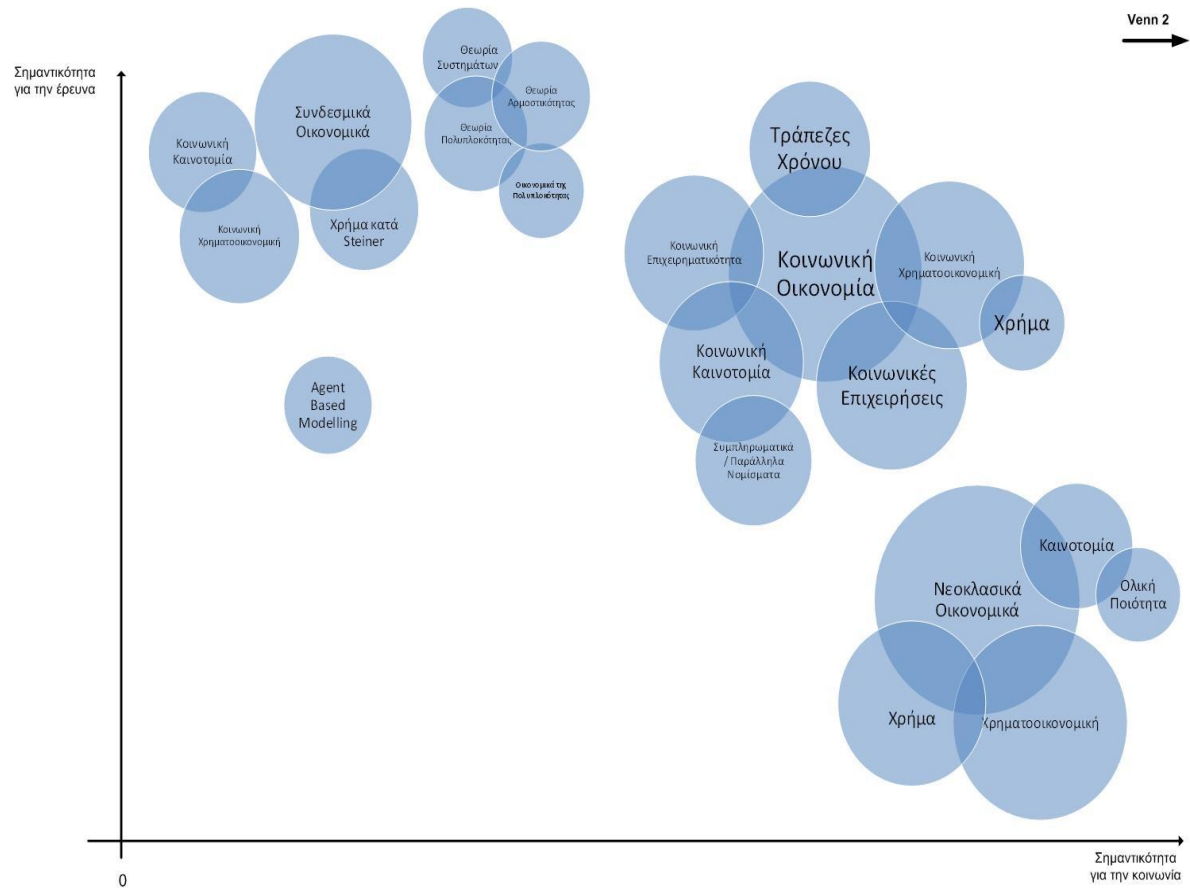 Venn 2
Σημαντικότητα
για την έρευνα
Κοινωνική
Καινοτομία
Συνδεσμικά
Οικονομικά
Κοινωνική
Χρηματοοικονομική
Χρήμα κατά
Steiner
Θεωρία
Συστημάτων
Θεωρία
Αρμοστικότητας
Θεωρία
Πολυπλοκότητας
Οικονομικά της
Πολυπλοκότητας
Agent
Based
Modelling
Τράπεζες
Χρόνου
Κοινωνική
Επιχειρηματικότητα
Κοινωνική
Οικονομία
Κοινωνική
Χρηματοοικονομική
Χρήμα
Κοινωνική
Καινοτομία
Κοινωνικές
Επιχειρήσεις
Συμπληρωματικά
/ Παράλληλα
Νομίσματα
Νεοκλασικά
Οικονομικά
Καινοτομία
Ολική
Ποιότητα
Χρήμα
Χρηματοοικονομική
0
Σημαντικότητα
για την κοινωνία